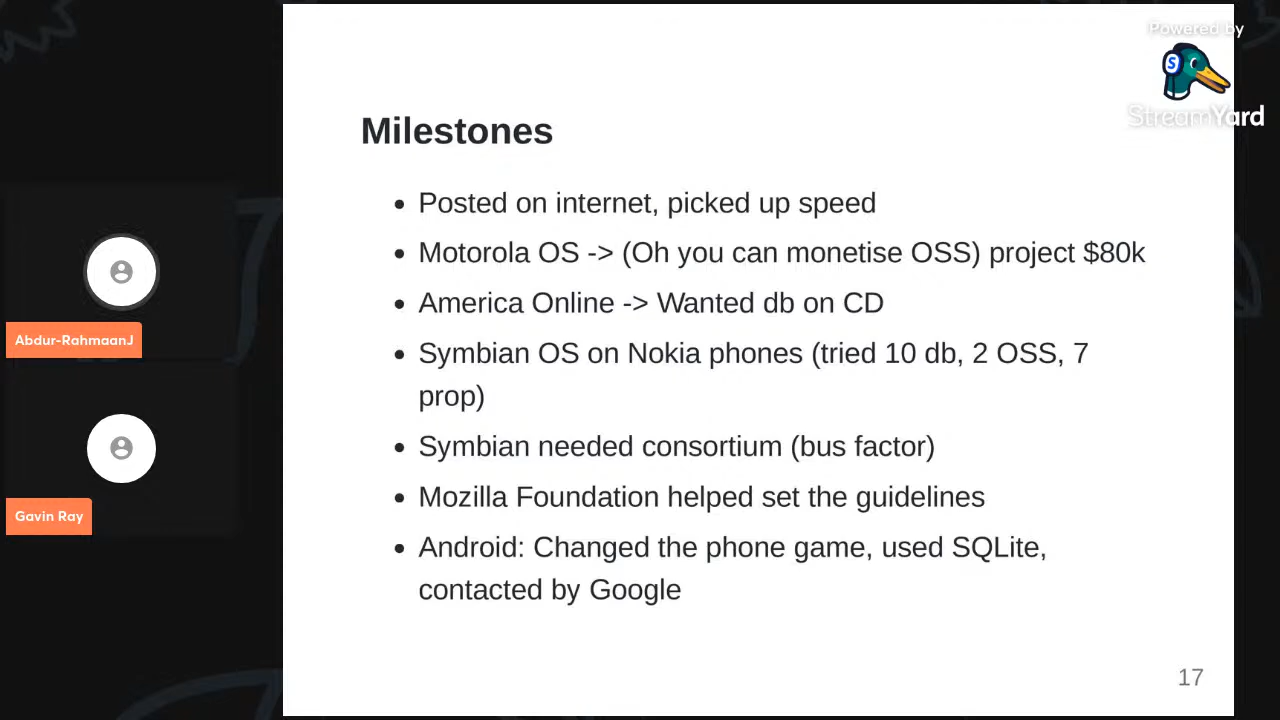 Powered by
StreamYard
Milestones
Posted on internet, picked up speed
Motorola OS -> (Oh you can monetise OSS) project $80k
America Online -> Wanted db on CD
Symbian OS on Nokia phones (tried 10 db, 2 OSS, 7
prop)
Symbian needed consortium (bus factor)
Mozilla Foundation helped set the guidelines
Android: Changed the phone game, used SQLite,
contacted by Google
17
Abdur-RahmaanJ
Gavin Ray